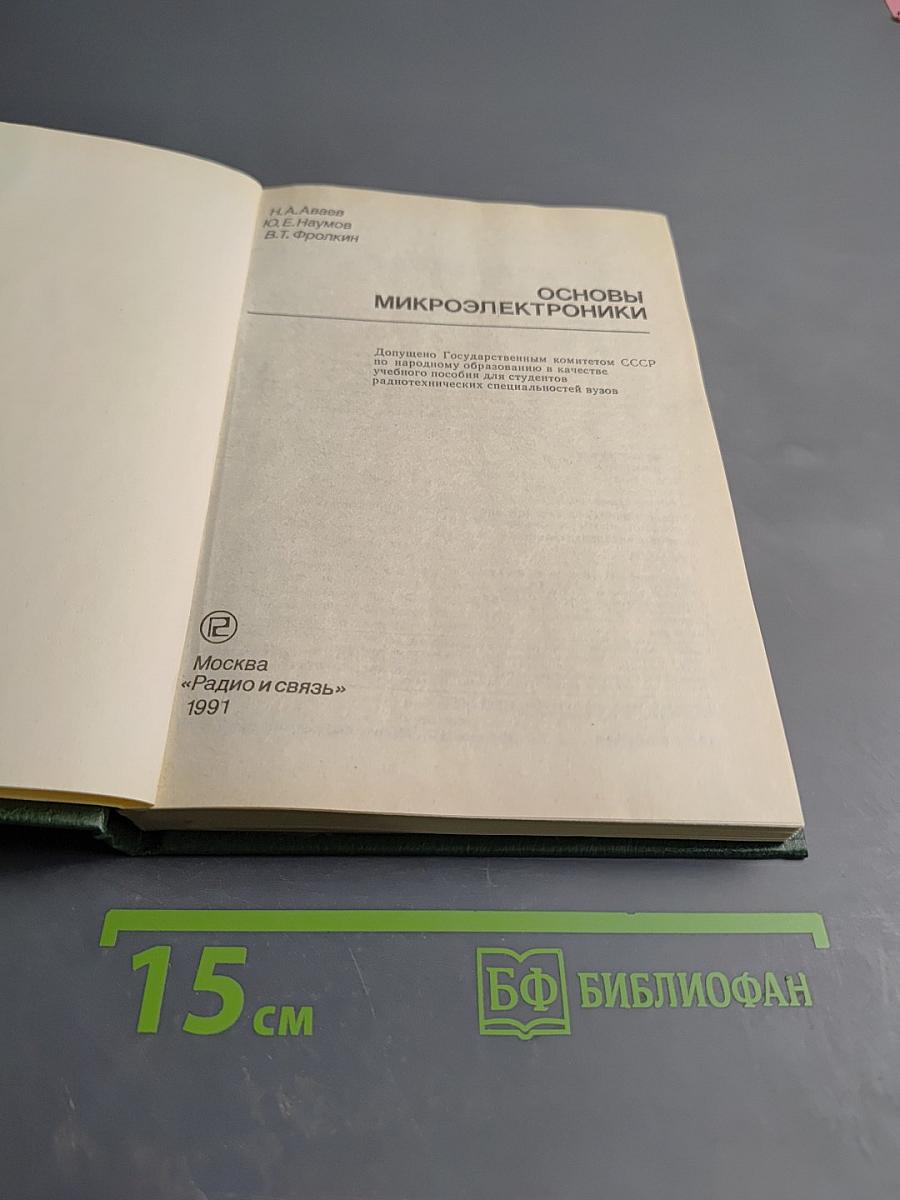 Н.А.Аваев
Ю.Е.Наумов
В.Т.Фролкин
ОСНОВЫ
МИКРОЭЛЕКТРОНИКИ
Допущено Государственным комитетом СССР
по народному образованию в качестве
учебного пособия для студентов
радиотехнических специальностей вузов
Москва
«Радио и связь»
1991
15 см
БФ БИБЛИОФАН